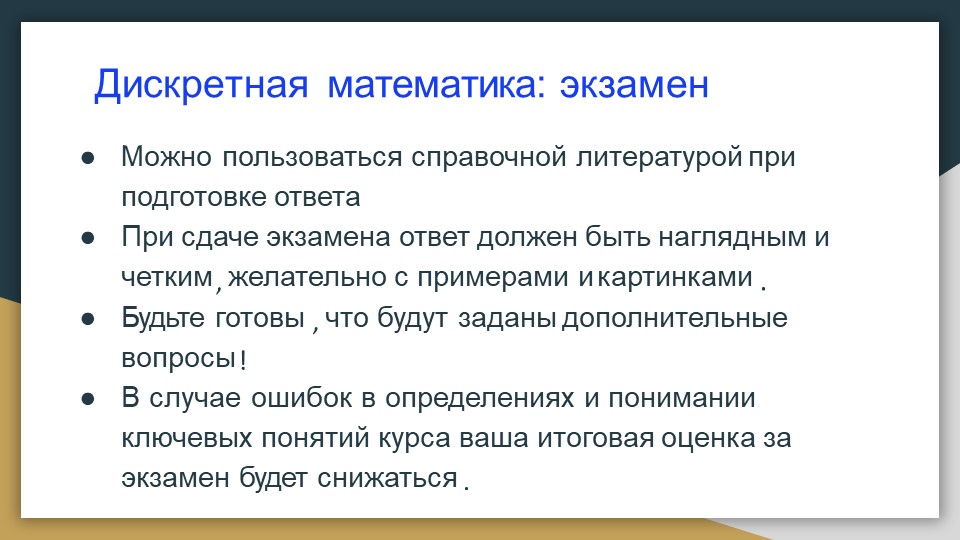 Дискретная математика: экзамен
● Можно пользоваться справочной литературой при
подготовке ответа
● При сдаче экзамена ответ должен быть наглядным и
четким, желательно с примерами и картинками.
● Будьте готовы, что будут заданы дополнительные
вопросы!
● В случае ошибок в определениях и понимании
ключевых понятий курса ваша итоговая оценка за
экзамен будет снижаться.